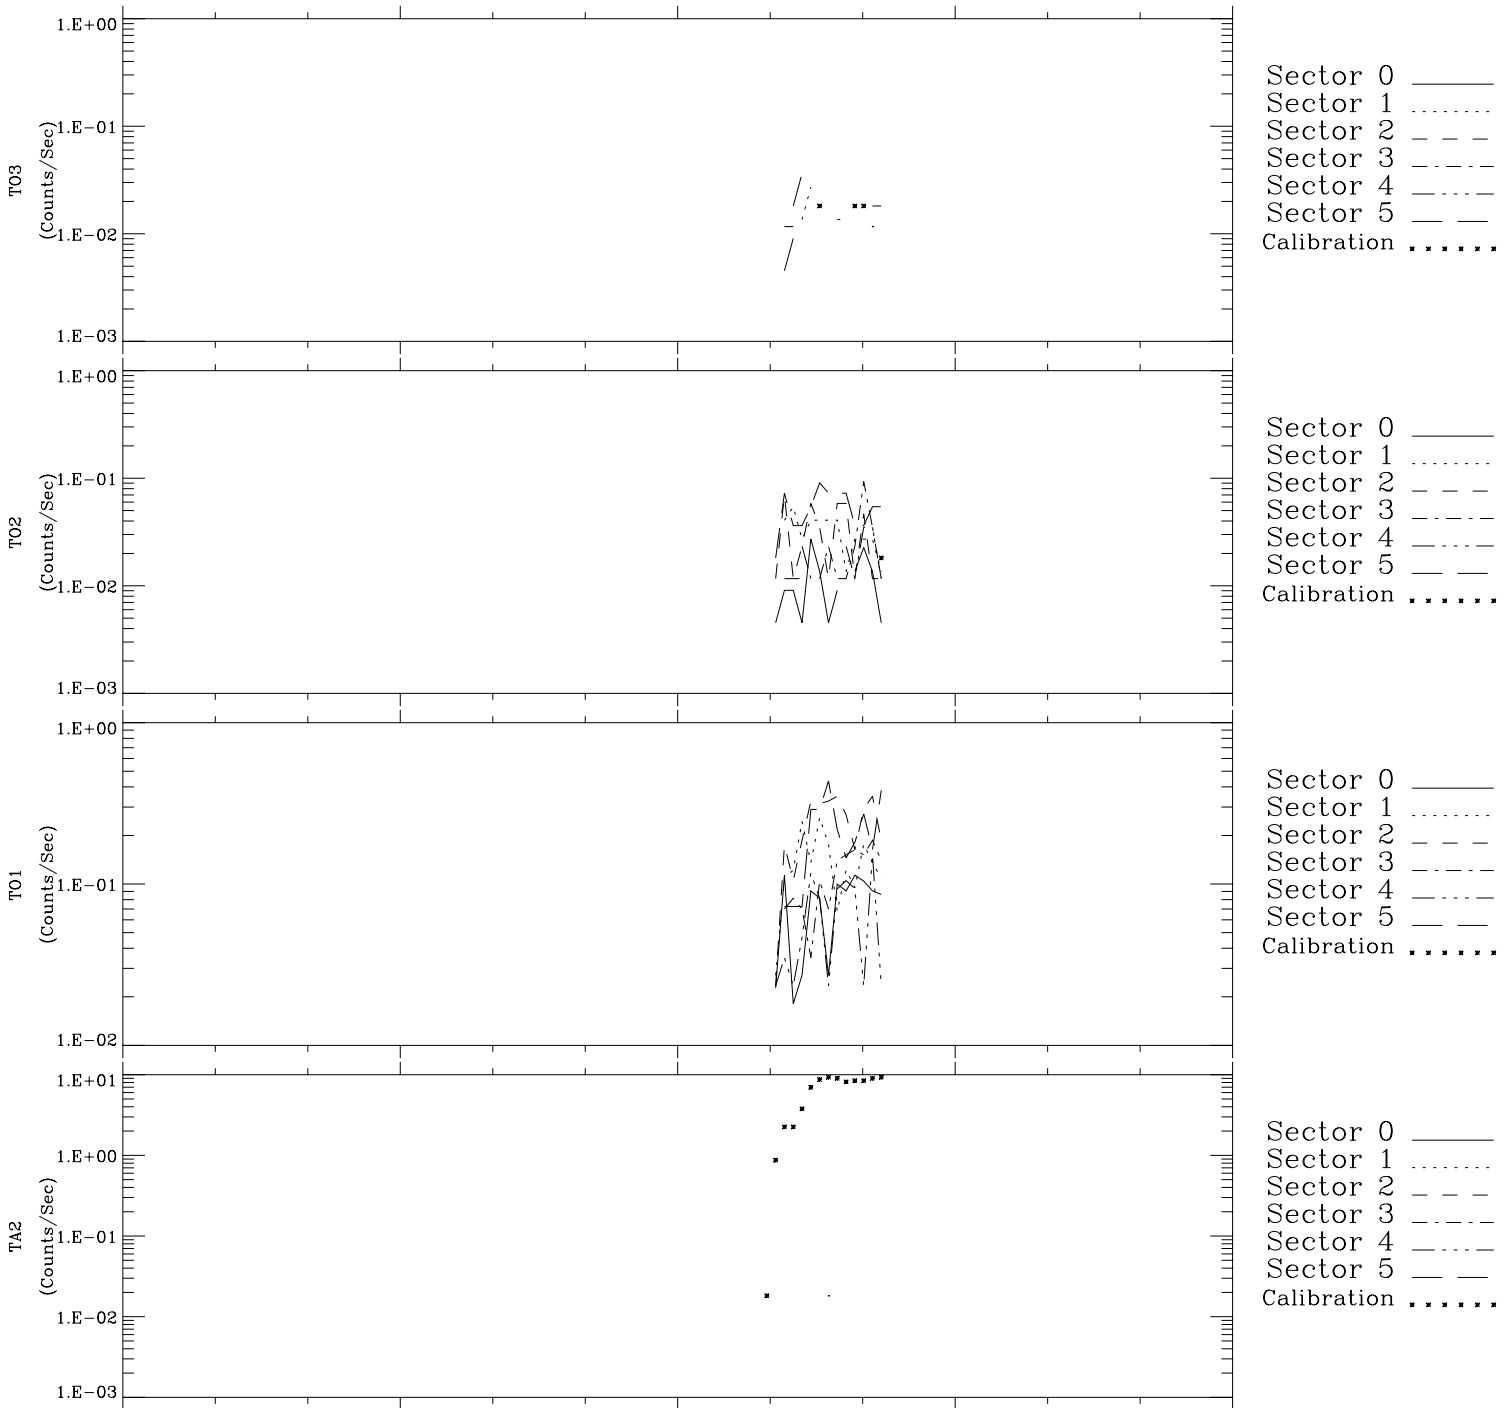 1.E+00
1.E-01
1.E-02
1.E-03
TO3
(Counts/Sec)
Sector 0
Sector 1
Sector 2
Sector 3
Sector 4
Sector 5
Calibration
1.E+00
1.E-01
1.E-02
1.E-03
TO2
(Counts/Sec)
Sector 0
Sector 1
Sector 2
Sector 3
Sector 4
Sector 5
Calibration
1.E+00
1.E-01
1.E-02
TO1
(Counts/Sec)
Sector 0
Sector 1
Sector 2
Sector 3
Sector 4
Sector 5
Calibration
1.E+01
1.E+00
1.E-01
1.E-02
1.E-03
TA2
(Counts/Sec)
Sector 0
Sector 1
Sector 2
Sector 3
Sector 4
Sector 5
Calibration